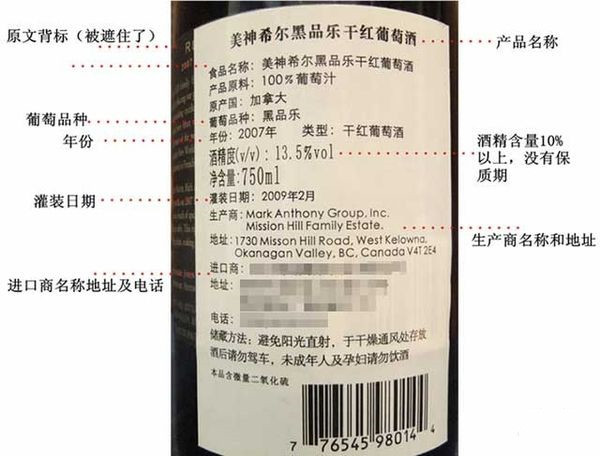 原文背标（被遮住了）
葡萄品种
年份
灌装日期
进口商名称地址及电话
美神希尔黑品乐干红葡萄酒
食品名称：美神希尔黑品乐干红葡萄酒
产品原料：100%葡萄汁
原产国：加拿大
葡萄品种：黑品乐
年份：2007年 类型：干红葡萄酒
酒精度(v/v)：13.5%vol
净含量:750ml
灌装日期：2009年2月
生产商：Mark Anthony Group, Inc.
Mission Hill Family Estate.
地址：1730 Misson Hill Road, West Kelowna,
Okanagan Valley, BC, Canada V4T 2E4
进口商：
地址：
电话：
储藏方法：避免阳光直射，于干燥通风处存放
酒后请勿驾车，未成年人及孕妇请勿饮酒
本品含微量二氧化硫
7 76545 98014 4
产品名称
酒精含量10%
以上，没有保
质期
生产商名称和地址